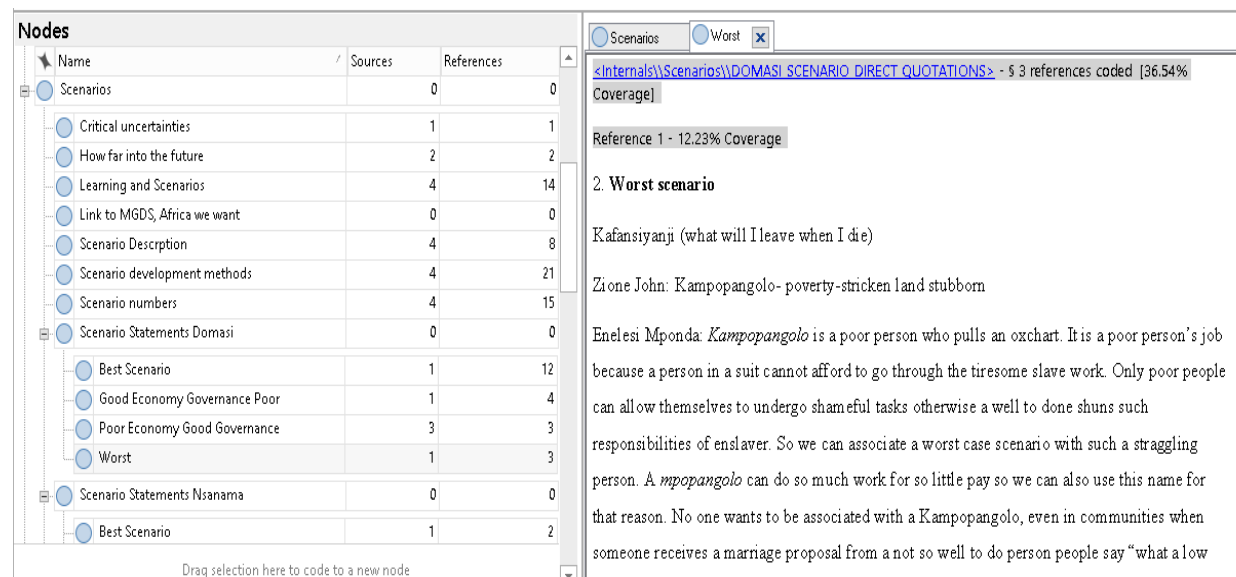 Nodes
Name / Sources References
Scenarios 0 0
Critical uncertainties 1 1
How far into the future 2 2
Learning and Scenarios 4 14
Link to MGDS, Africa we want 0 0
Scenario Descrption 4 8
Scenario development methods 4 21
Scenario numbers 4 15
Scenario Statements Domasi 0 0
Best Scenario 1 12
Good Economy Governance Poor 1 4
Poor Economy Good Governance 3 3
Worst 1 3
Scenario Statements Nsanama 0 0
Best Scenario 1 2
Drag selection here to code to a new node
Scenarios Worst x
<Internals\\Scenarios\\DOMASI SCENARIO DIRECT QUOTATIONS> - § 3 references coded [36.54%
Coverage]
Reference 1 - 12.23% Coverage
2. Worst scenario
Kafansiyanji (what will I leave when I die)
Zione John: Kampopangolo- poverty-stricken land stubborn
Enelesi Mponda: Kampopangolo is a poor person who pulls an oxchart. It is a poor person's job
because a person in a suit cannot afford to go through the tiresome slave work. Only poor people
can allow themselves to undergo shameful tasks otherwise a well to done shuns such
responsibilities of enslaver. So we can associate a worst case scenario with such a straggling
person. A mpopangolo can do so much work for so little pay so we can also use this name for
that reason. No one wants to be associated with a Kampopangolo, even in communities when
someone receives a marriage proposal from a not so well to do person people say “what a low